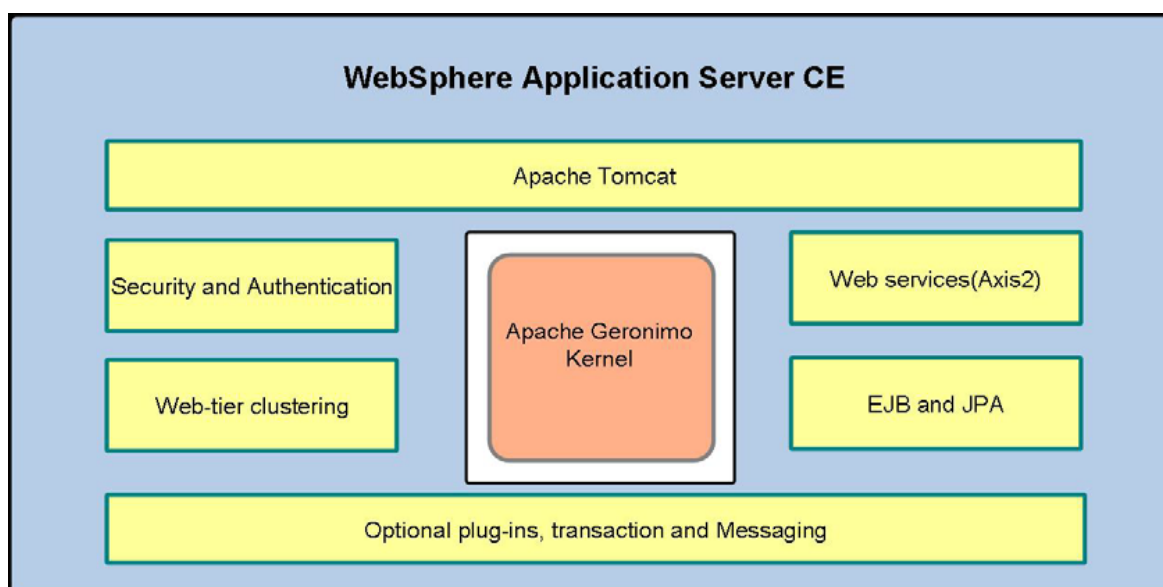 WebSphere Application Server CE
Apache Tomcat
Security and Authentication
Apache Geronimo
Kernel
Web services(Axis2)
Web-tier clustering
EJB and JPA
Optional plug-ins, transaction and Messaging